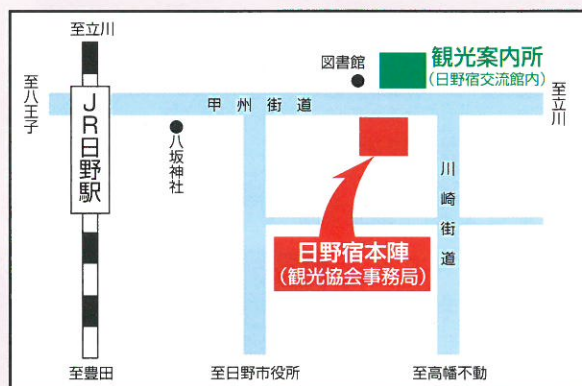 至立川
至八王子
JR日野駅
図書館
観光案内所
(日野宿交流館内)
至立川
甲州街道
八坂神社
川崎街道
日野宿本陣
(観光協会事務局)
至豊田
至日野市役所
至高幡不動